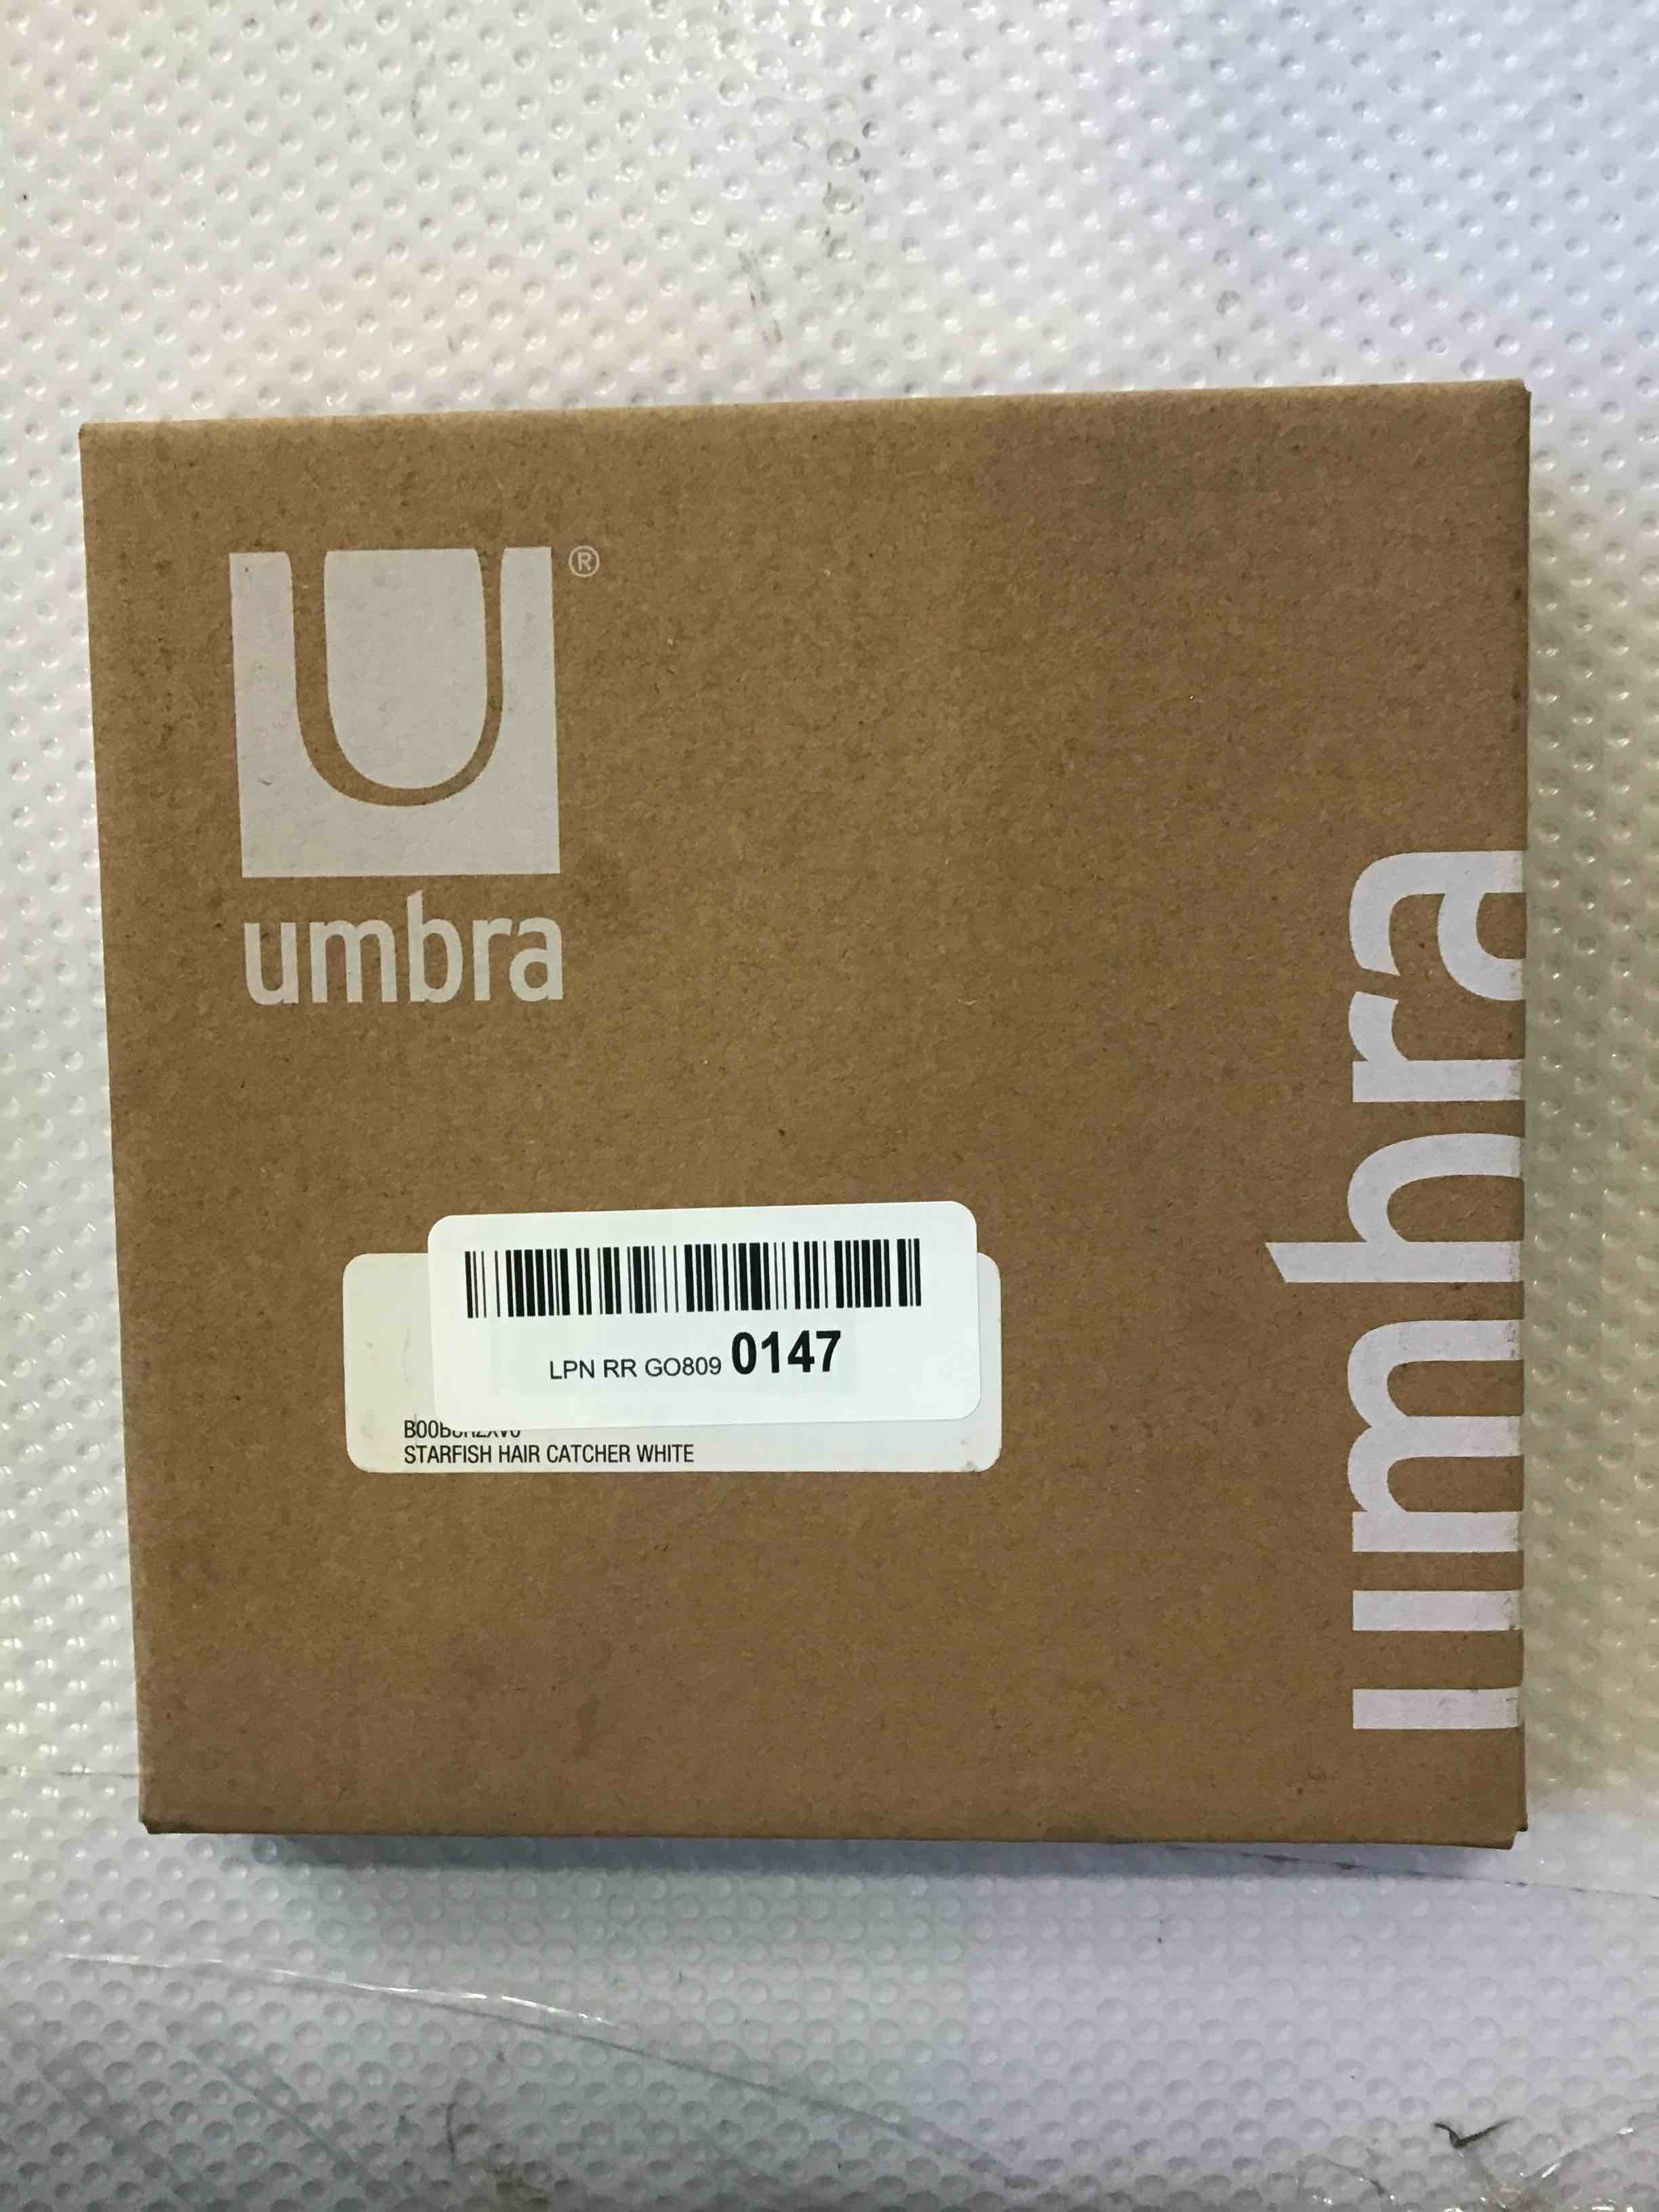 ®
umbra
umbra
LPN RR GO809 0147
STARFISH HAIR CATCHER WHITE